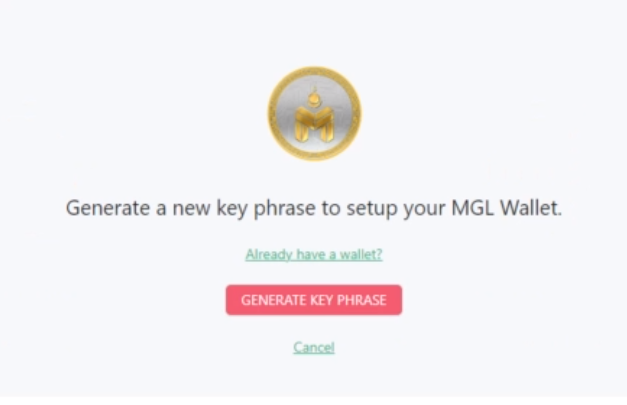 Generate a new key phrase to setup your MGL Wallet.
Already have a wallet?
GENERATE KEY PHRASE
Cancel